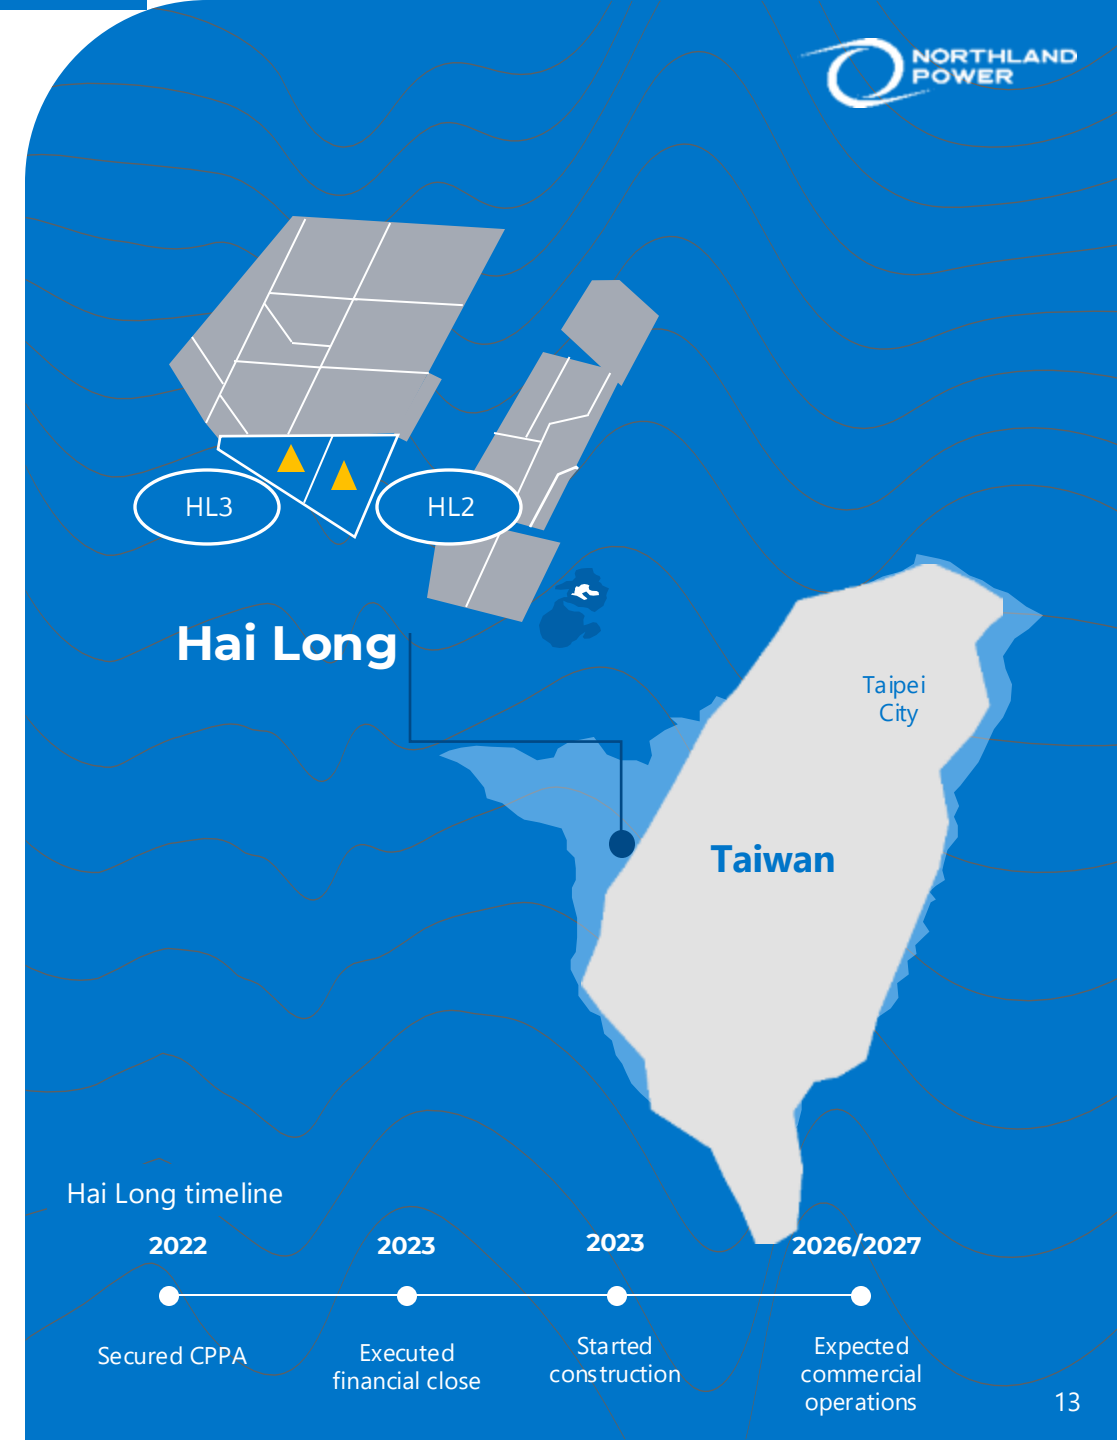 NORTHLAND
POWER
HL3
HL2
Hai Long
Taipei
City
Taiwan
Hai Long timeline
2022
2023
2023
2026/2027
Secured CPPA
Executed
financial close
Started
construction
Expected
commercial
operations
13